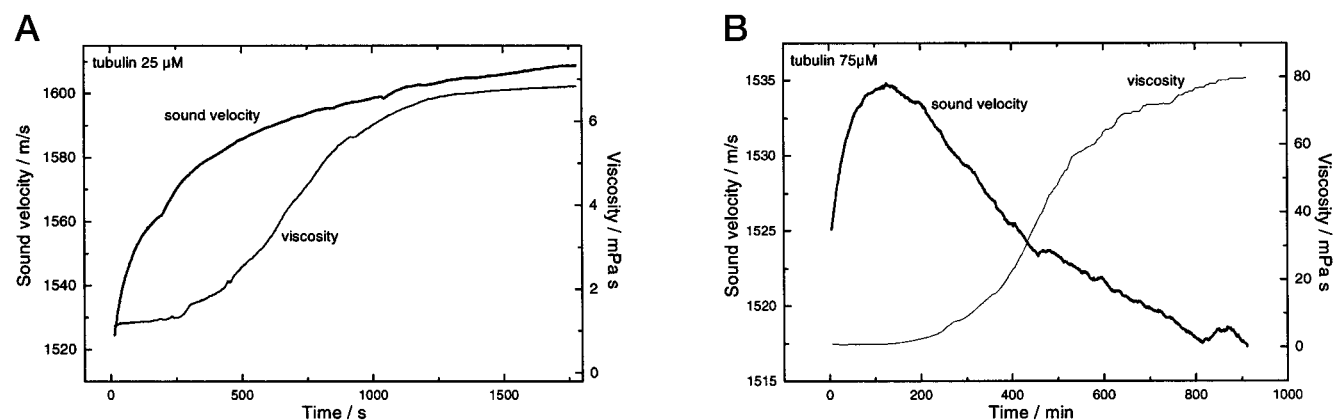 A
tubulin 25 µM
sound velocity
viscosity
Sound velocity / m/s
1600
1580
1560
1540
1520
Viscosity / mPa s
6
4
2
0
0 500 1000 1500
Time / s
B
tubulin 75µM
sound velocity
viscosity
Sound velocity / m/s
1535
1530
1525
1520
1515
Viscosity / mPa s
80
60
40
20
0
0 200 400 600 800 1000
Time / min